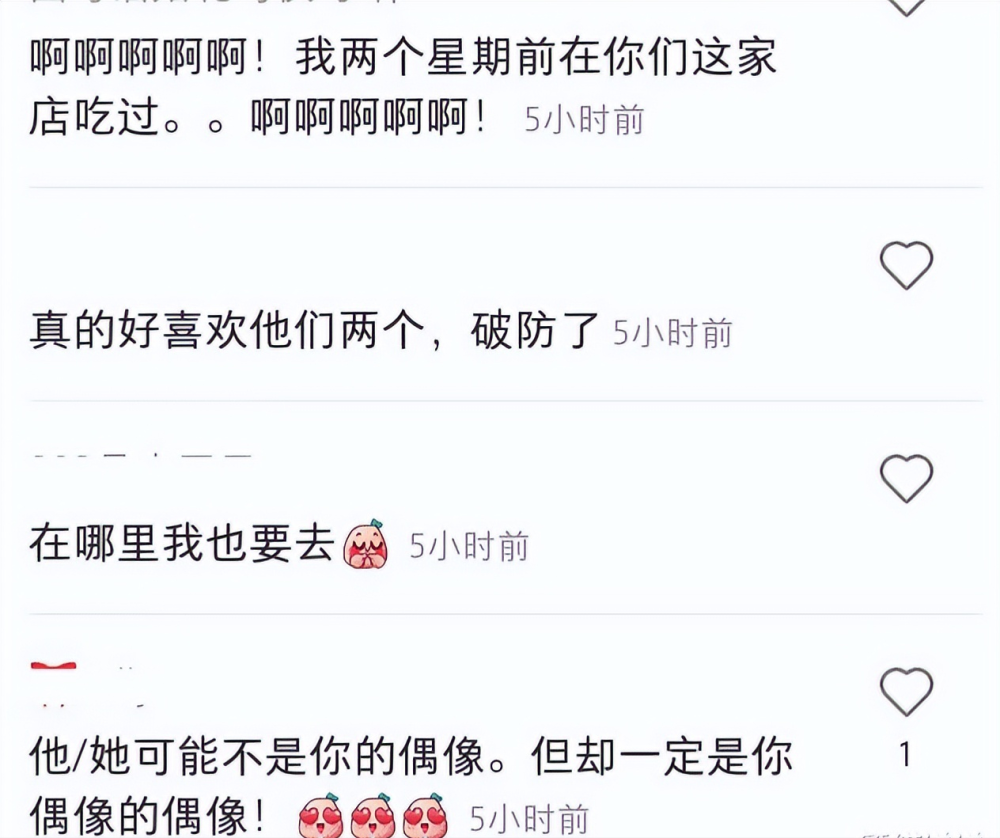 啊啊啊啊啊！我两个星期前在你们这家
店吃过。。啊啊啊啊啊！ 5小时前
真的好喜欢他们两个，破防了 5小时前
在哪里我也要去 5小时前
他/她可能不是你的偶像。但却一定是你
1
偶像的偶像！ 5小时前